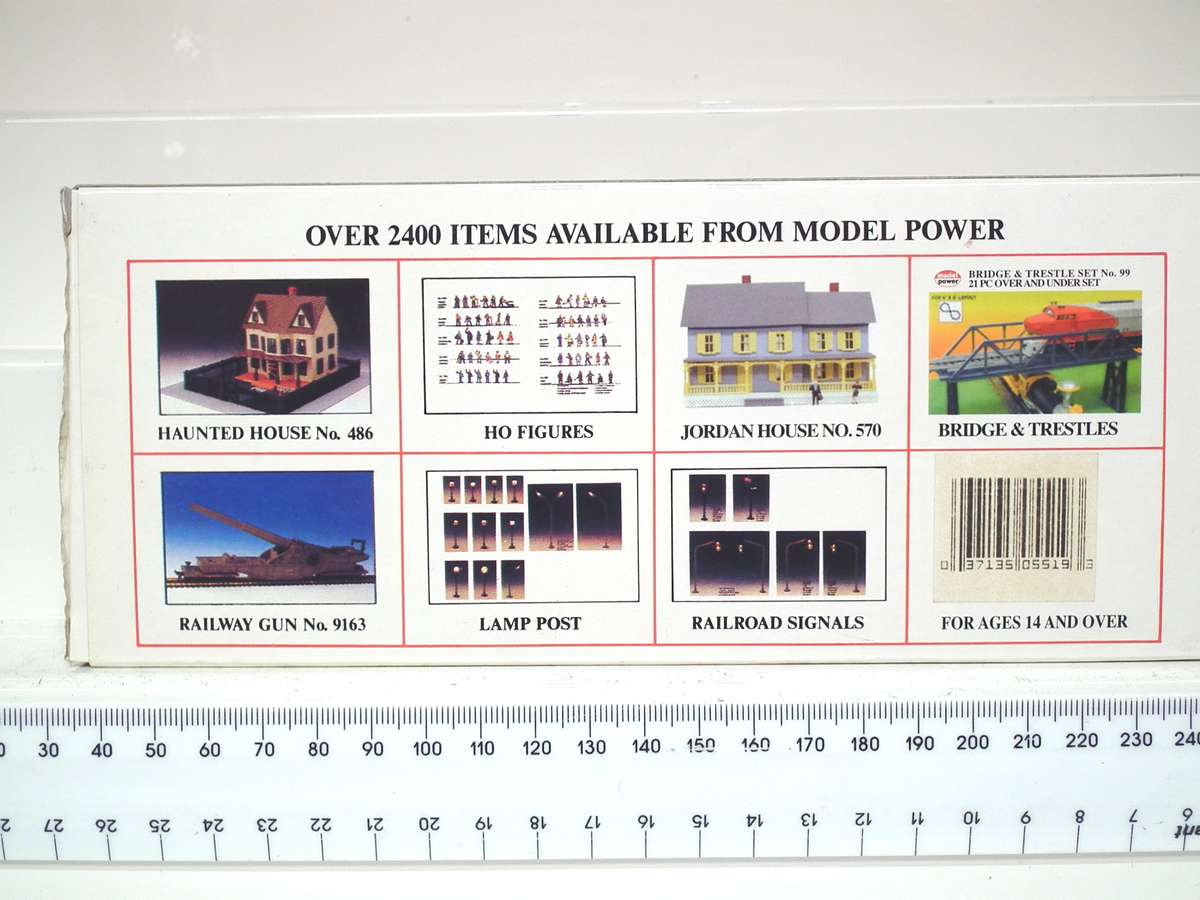 OVER 2400 ITEMS AVAILABLE FROM MODEL POWER
model power
BRIDGE & TRESTLE SET No. 99
21 PC OVER AND UNDER SET
HAUNTED HOUSE No. 486
HO FIGURES
JORDAN HOUSE NO. 570
BRIDGE & TRESTLES
0 37135 05519
RAILWAY GUN No. 9163
LAMP POST
RAILROAD SIGNALS
FOR AGES 14 AND OVER
30 40 50 60 70 80 90 100 110 120 130 140 150 160 170 180 190 200 210 220 230 240
27 26 25 24 23 22 21 20 19 18 17 16 15 14 13 12 11 10 9 8 7 6